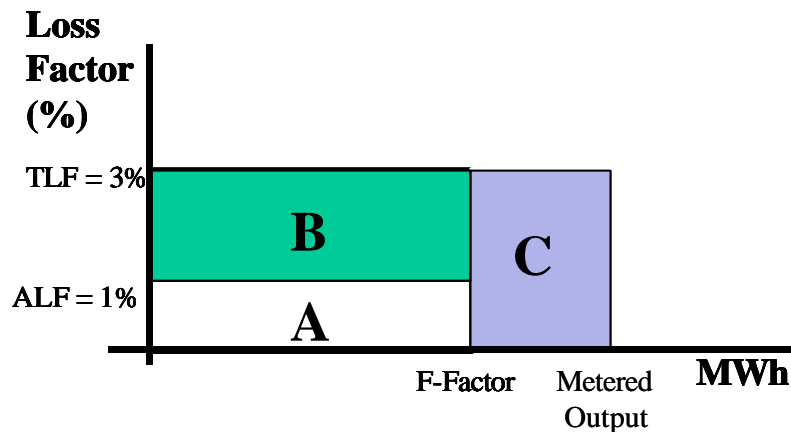 Loss
Factor
(%)
TLF = 3%
B
C
ALF = 1%
A
F-Factor
Metered
Output
MWh